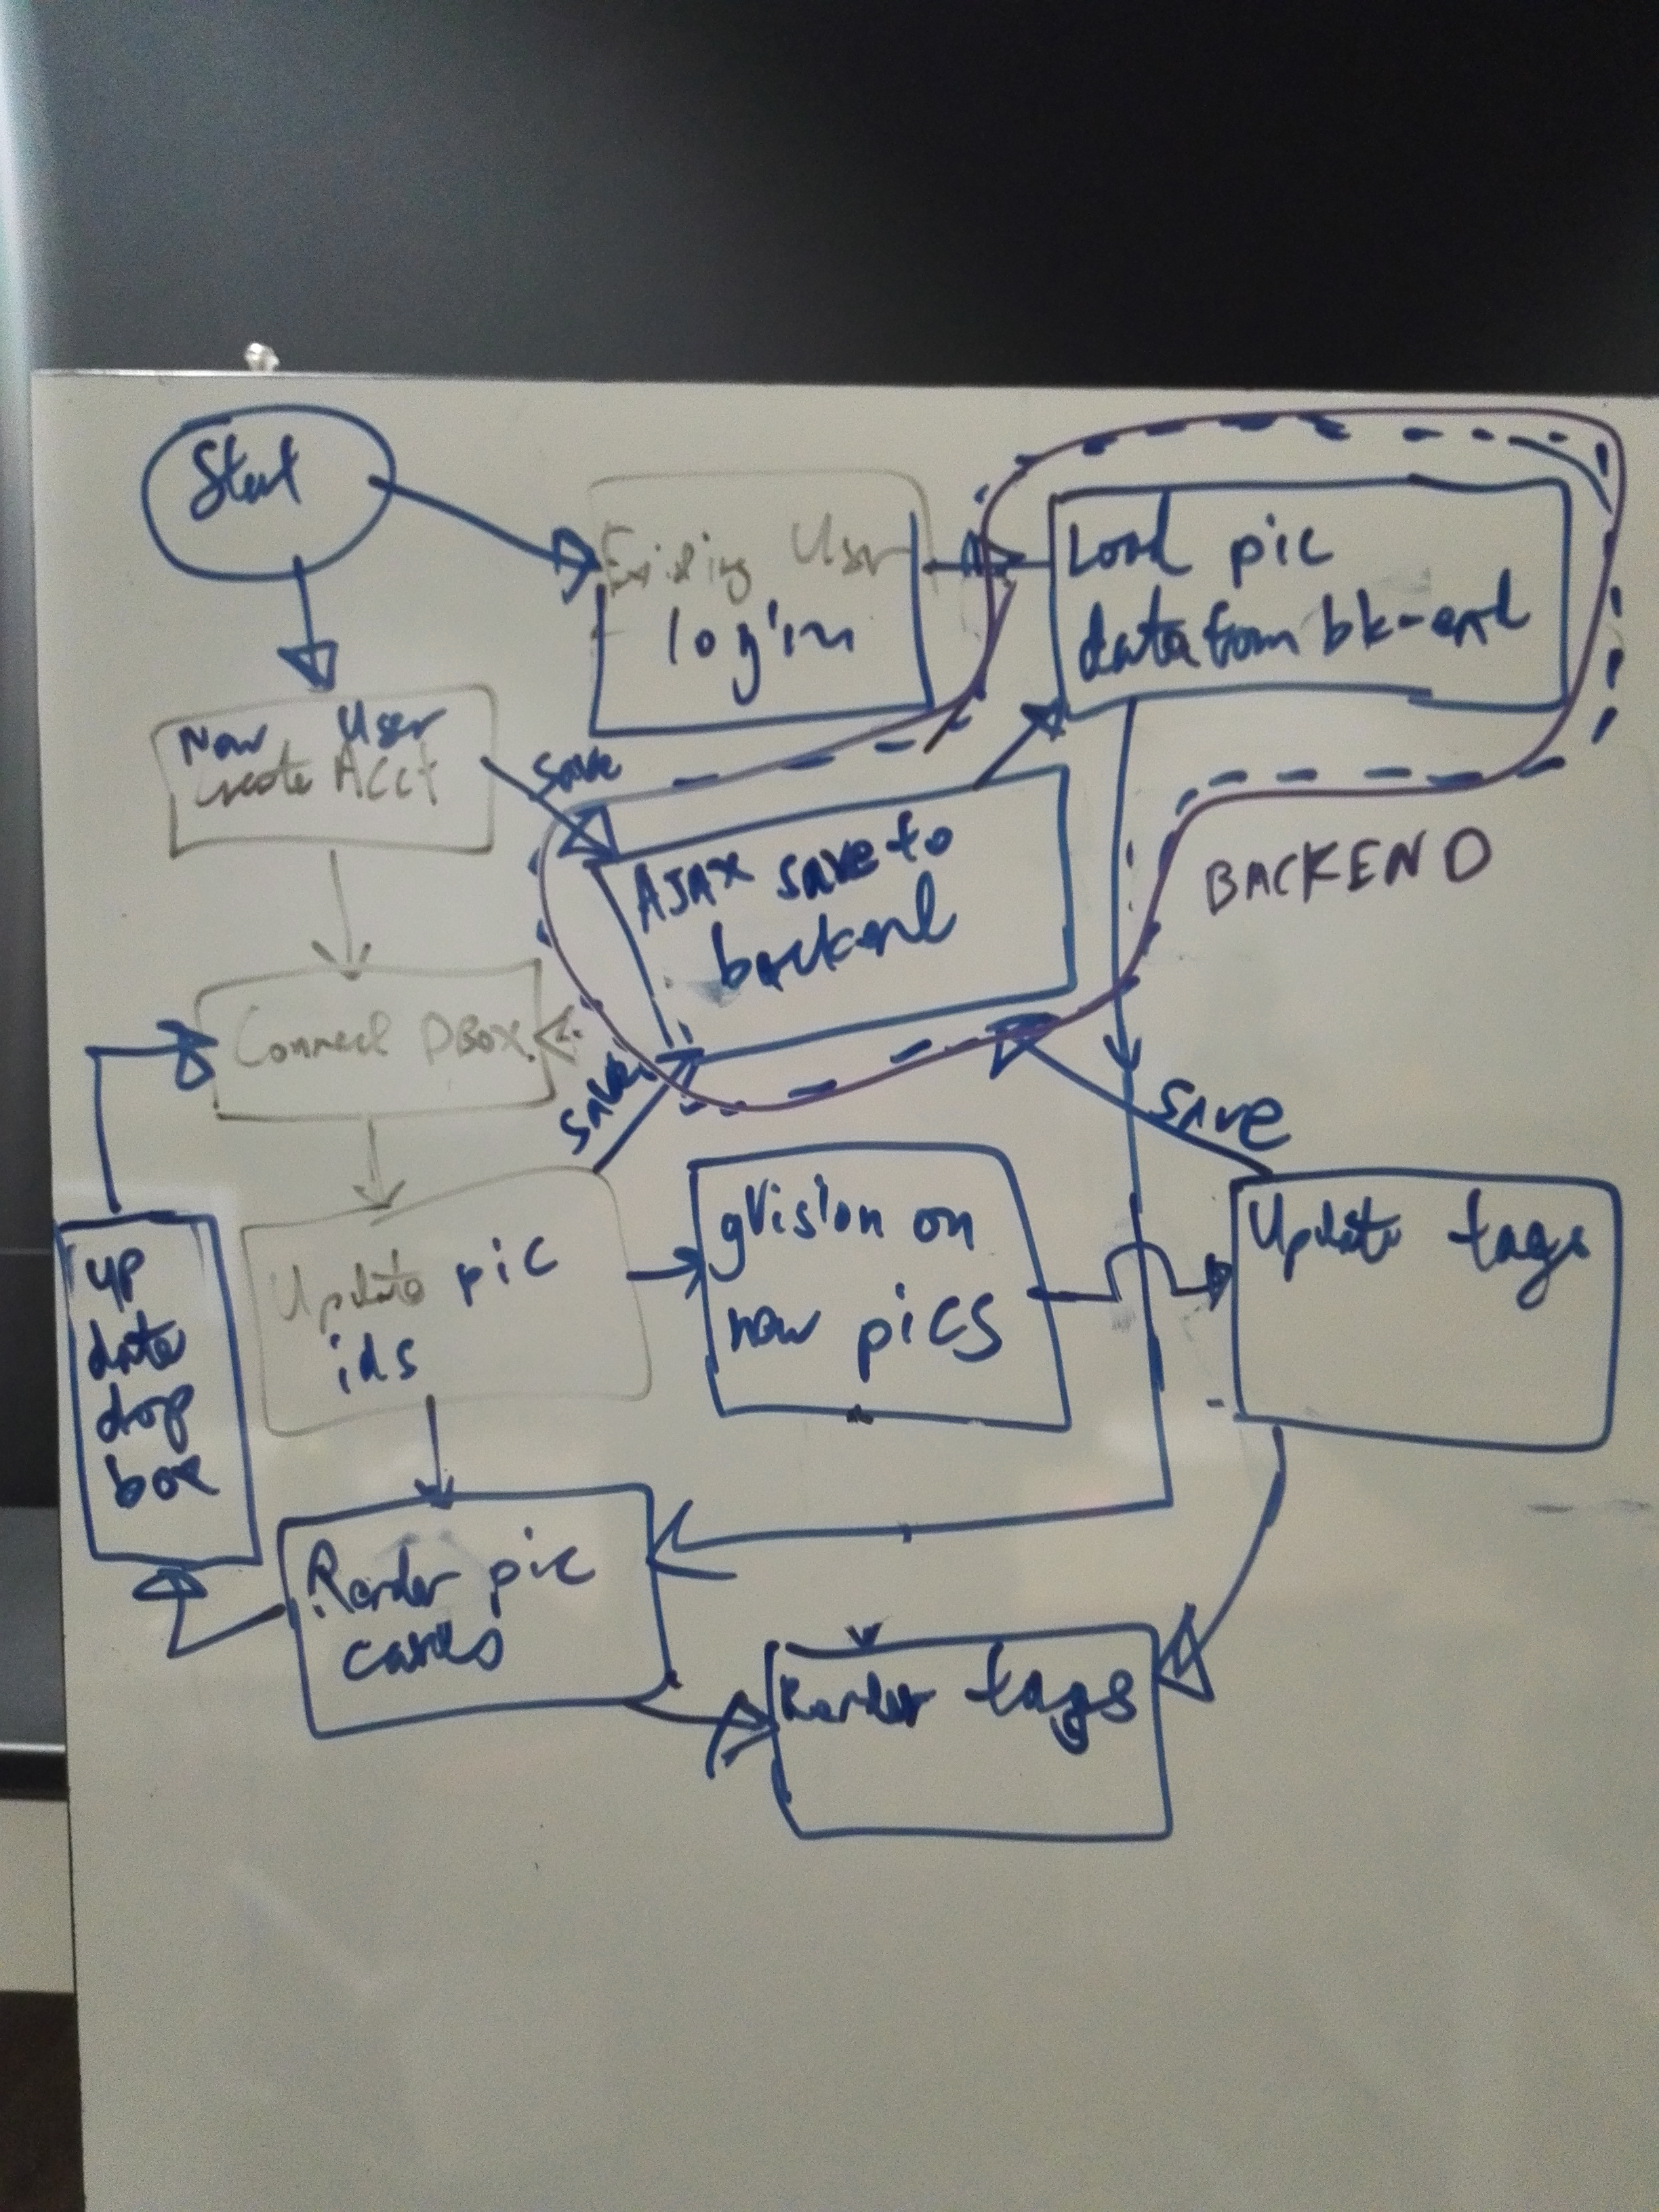 Start
Existing User
login
Load pic
data from bk-end
New User
create Acct
save
AJAX save to
backend
BACKEND
Connect DBOX
save
save
up
date
drop
box
Update pic
ids
gVision on
new pics
Update tags
Render pic
cards
Render tags